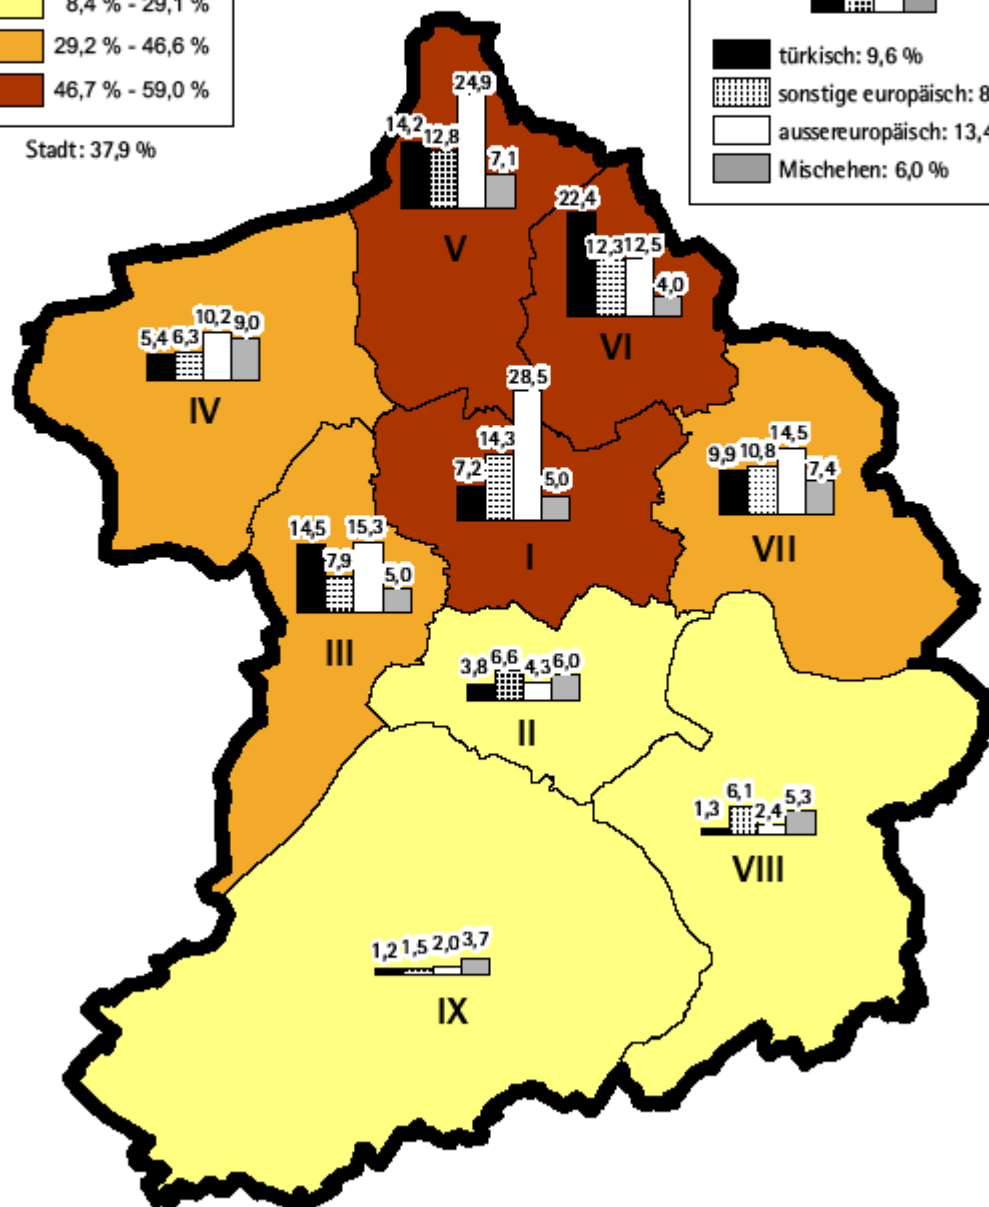 8,4 % - 29,1 %
29,2 % - 46,6 %
46,7 % - 59,0 %
Stadt: 37,9 %
türkisch: 9,6 %
sonstige europäisch: 8
aussereuropäisch: 13,4
Mischehen: 6,0 %
14,2 12,8 24,9 7,1
V
22,4 12,3 12,5 4,0
VI
5,4 6,3 10,2 9,0
IV
7,2 14,3 28,5 5,0
I
9,9 10,8 14,5 7,4
VII
14,5 7,9 15,3 5,0
III
3,8 6,6 4,3 6,0
II
1,3 6,1 2,4 5,3
VIII
1,2 1,5 2,0 3,7
IX